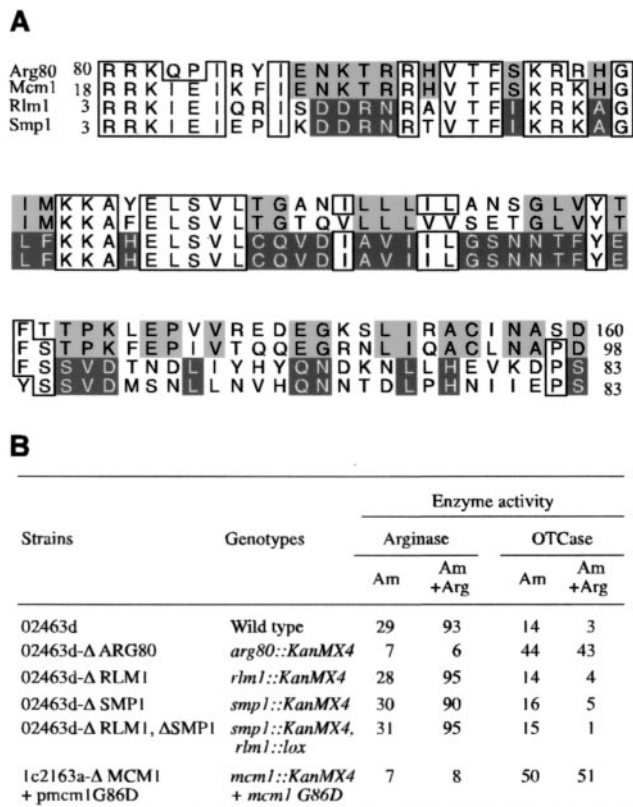 A
Arg80 80 R R K Q P I R Y I E N K T R R H V T F S K R R H G
Mcm1 18 R R K I E I K F I E N K T R R H V T F S K R K H G
Rlm1 3 R R K I E I Q R I S D D R N R A V T F I K R K A G
Smp1 3 R R K I E I E P I K D D R N R T V T F I K R K A G
I M K K A Y E L S V L T G A N I L L L I L A N S G L V Y T
I M K K A F E L S V L T G T Q V L L L V V S E T G L V Y T
L F K K A H E L S V L C Q V D I A V I I L G S N N T F Y E
L F K K A H E L S V L C Q V D I A V I I L G S N N T F Y E
F T T P K L E P V V R E D E G K S L I R A C I N A S D 160
F S T P K F E P I V T Q Q E G R N L I Q A C L N A P D 98
F S S V D T N D L I Y H Y Q N D K N L L H E V K D P S 83
Y S S V D M S N L L N V H Q N N T D L P H N I I E P S 83
B
Enzyme activity
Strains Genotypes Arginase OTCase
Am Am +Arg Am Am +Arg
02463d Wild type 29 93 14 3
02463d-Δ ARG80 arg80::KanMX4 7 6 44 43
02463d-Δ RLM1 rlm1::KanMX4 28 95 14 4
02463d-Δ SMP1 smp1::KanMX4 30 90 16 5
02463d-Δ RLM1, ΔSMP1 smp1::KanMX4, 31 95 15 1
rlm1::lox
1c2163a-Δ MCM1 mcm1::KanMX4 7 8 50 51
+ pmcm1G86D + mcm1 G86D